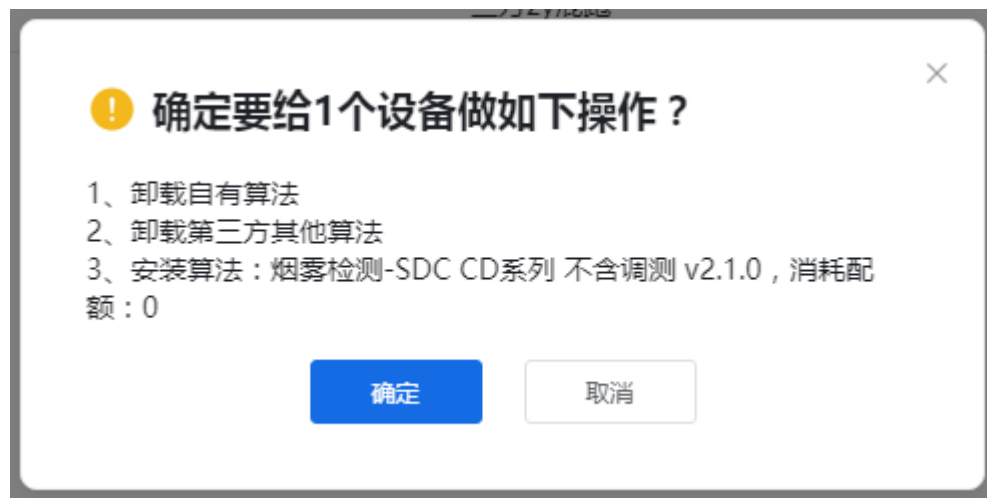 确定要给1个设备做如下操作？
1、卸载自有算法
2、卸载第三方其他算法
3、安装算法：烟雾检测-SDC CD系列 不含调测 v2.1.0，消耗配
额：0
确定
取消